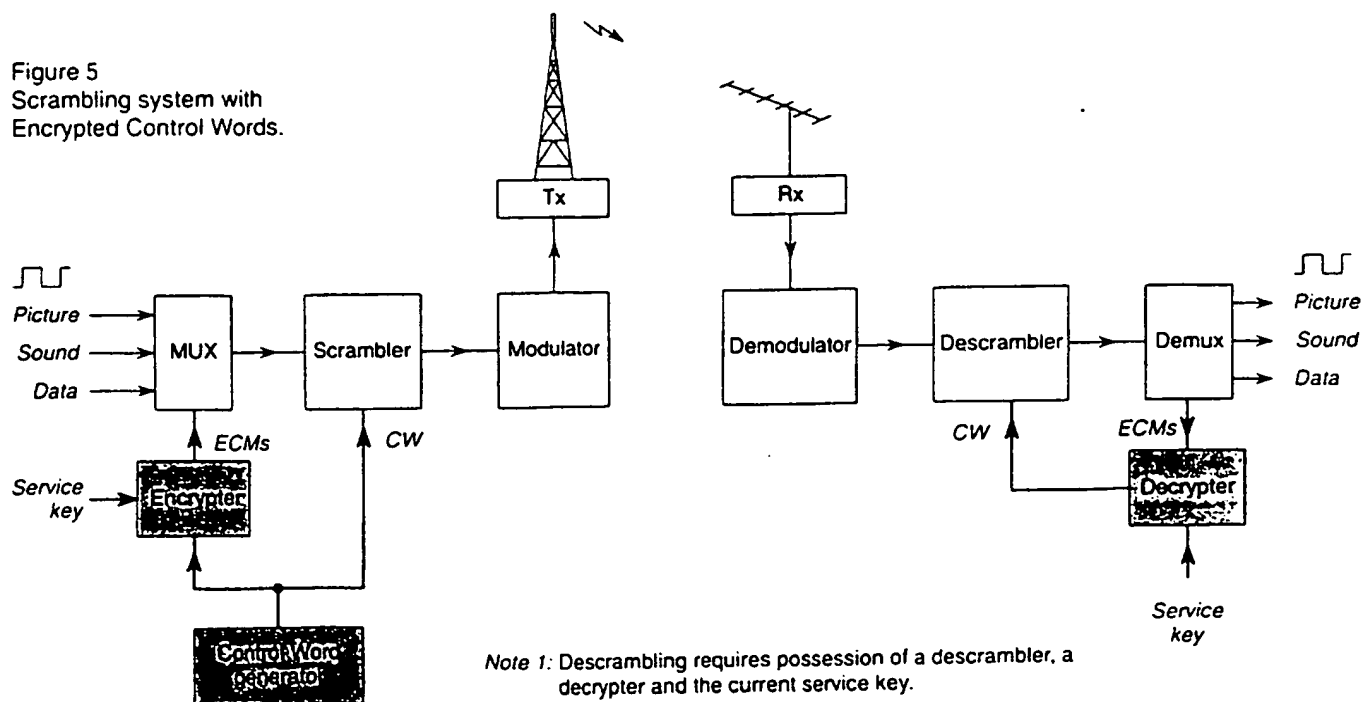 Figure 5
Scrambling system with
Encrypted Control Words.
Tx
Rx
Picture
Sound
Data
MUX
Scrambler
Modulator
Demodulator
Descrambler
Demux
Picture
Sound
Data
ECMs
CW
CW
ECMs
Service
key
Encrypter
Decrypter
Service
key
Control Word
generator
Note 1: Descrambling requires possession of a descrambler, a
decrypter and the current service key.